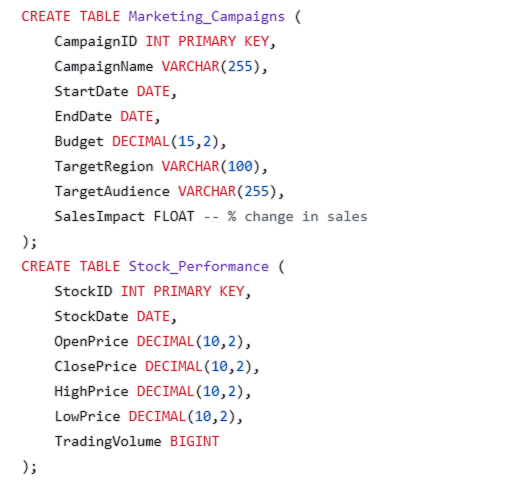 CREATE TABLE Marketing_Campaigns (
    CampaignID INT PRIMARY KEY,
    CampaignName VARCHAR(255),
    StartDate DATE,
    EndDate DATE,
    Budget DECIMAL(15,2),
    TargetRegion VARCHAR(100),
    TargetAudience VARCHAR(255),
    SalesImpact FLOAT -- % change in sales
);
CREATE TABLE Stock_Performance (
    StockID INT PRIMARY KEY,
    StockDate DATE,
    OpenPrice DECIMAL(10,2),
    ClosePrice DECIMAL(10,2),
    HighPrice DECIMAL(10,2),
    LowPrice DECIMAL(10,2),
    TradingVolume BIGINT
);